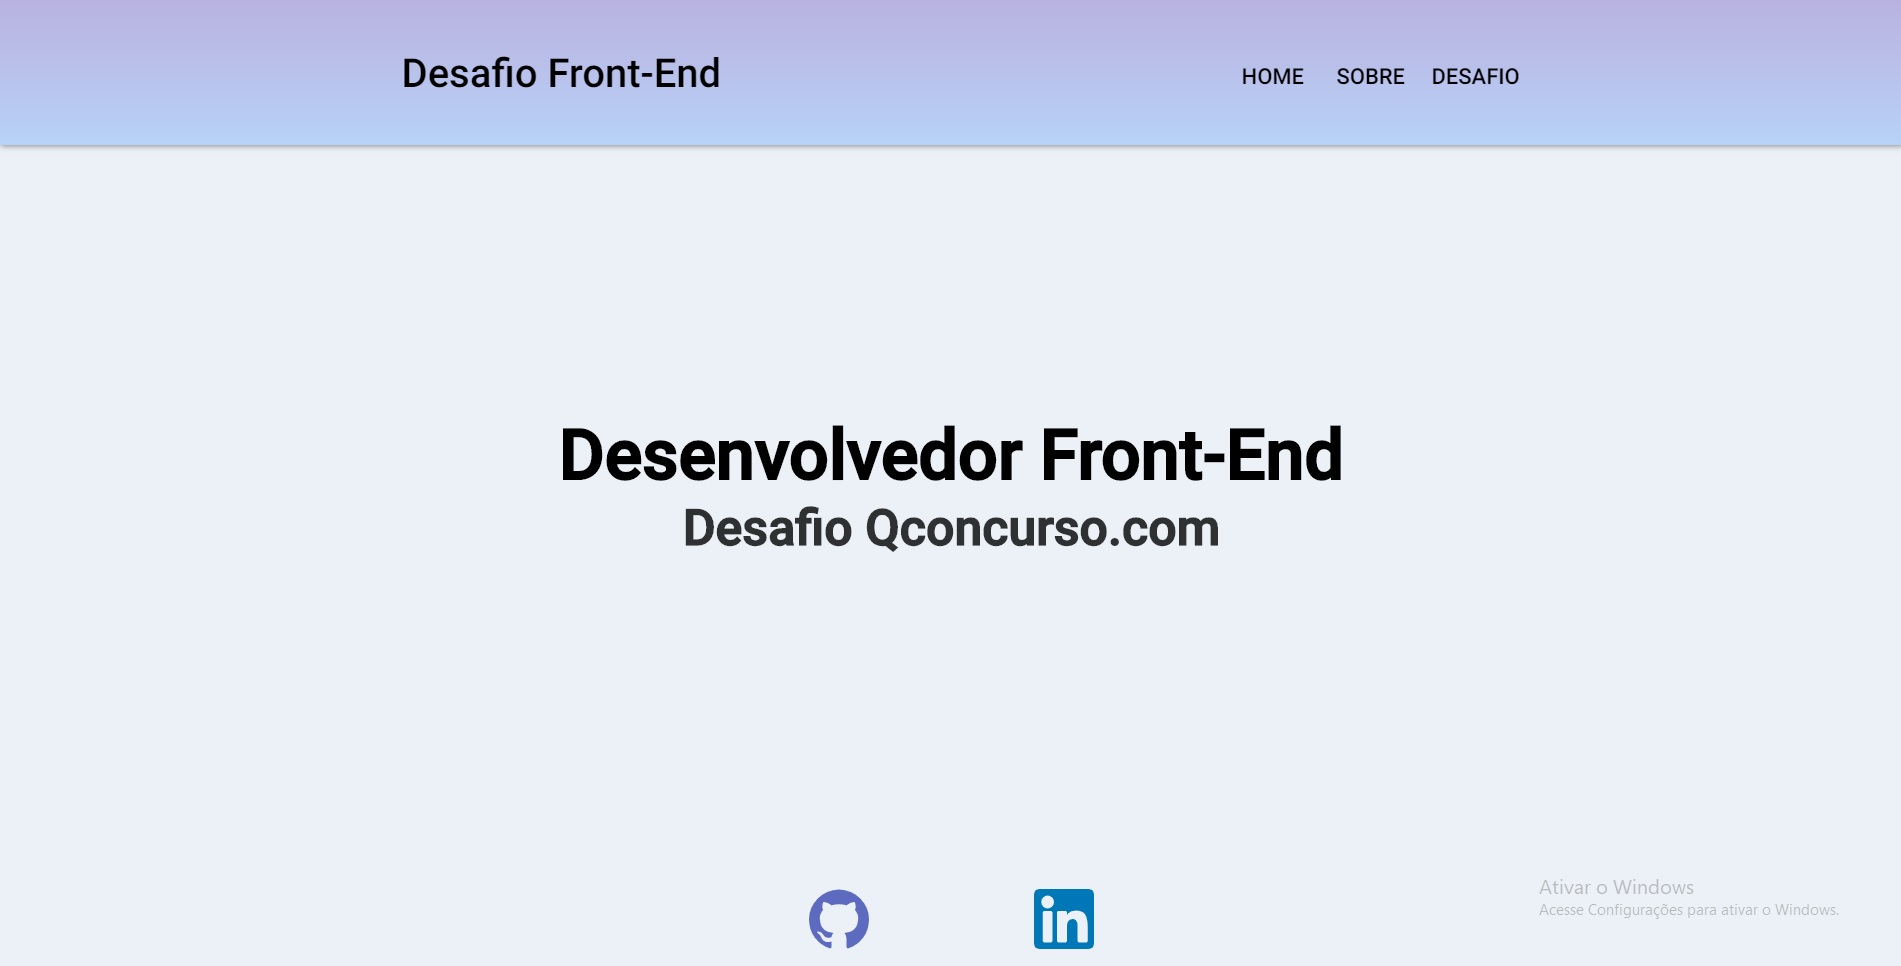 Desafio Front-End
HOME SOBRE DESAFIO
Desenvolvedor Front-End
Desafio Qconcurso.com
in
Ativar o Windows
Acesse Configurações para ativar o Windows.